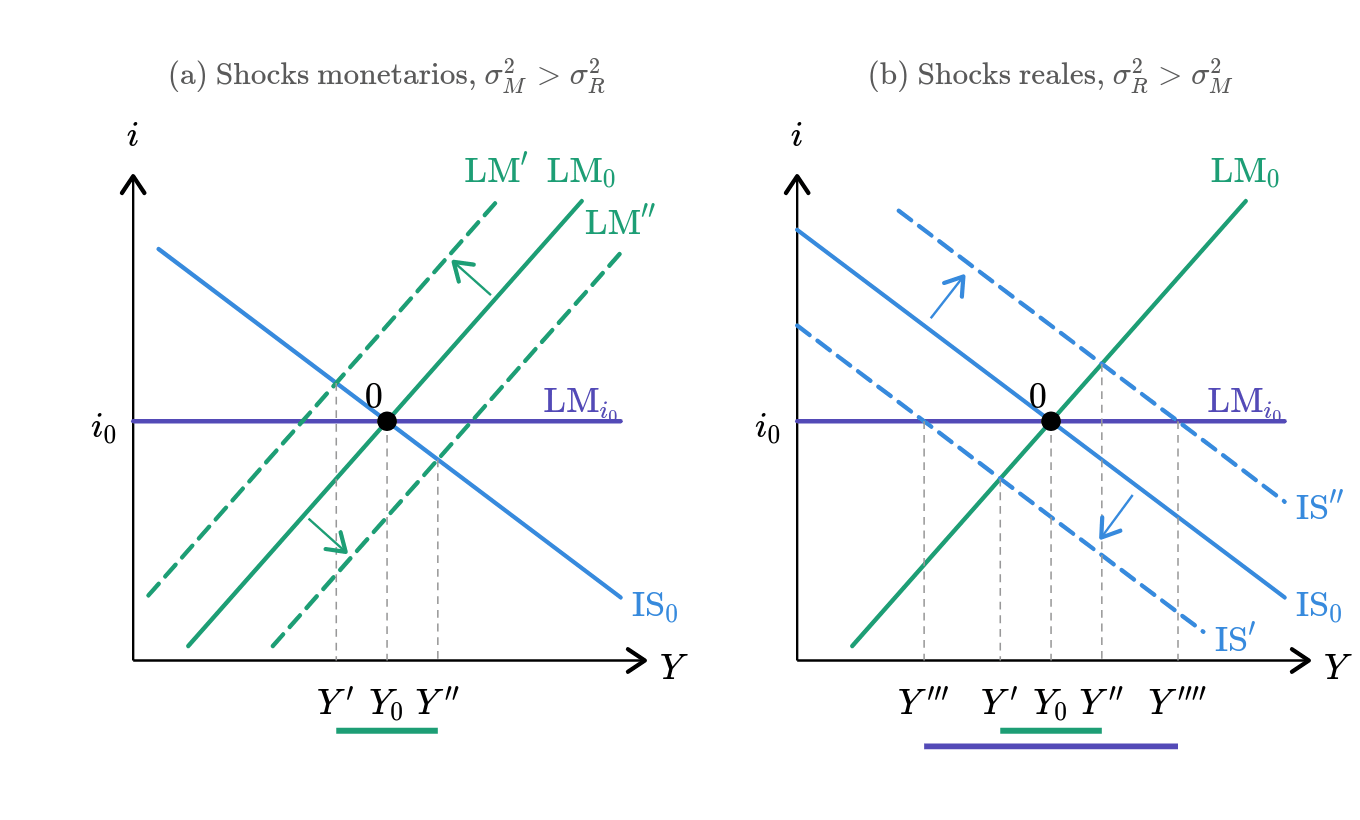 (a) Shocks monetarios, σ²_M > σ²_R
i
LM′ LM₀
LM″
0
LM_{i₀}
i₀
IS₀
Y
Y′ Y₀ Y″
(b) Shocks reales, σ²_R > σ²_M
i
LM₀
0
LM_{i₀}
i₀
IS″
IS₀
IS′
Y
Y‴ Y′ Y₀ Y″ Y⁗